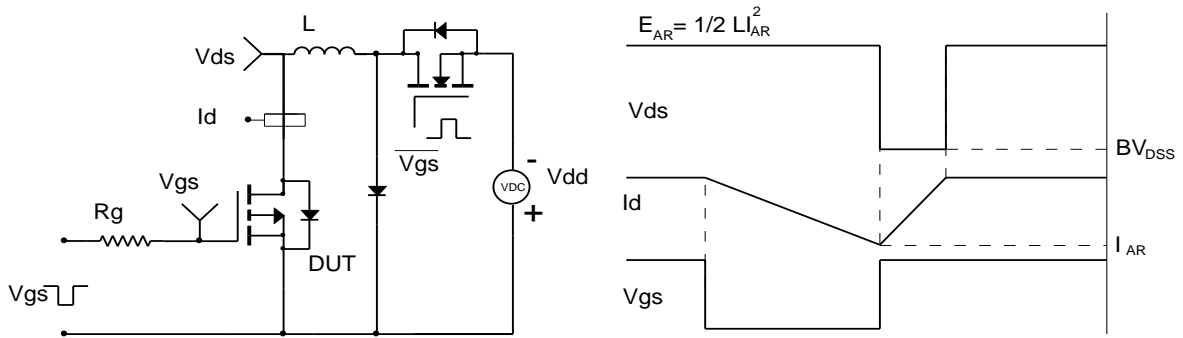 L
Vds
Id
Vgs
Vgs
Rg
DUT
Vgs
VDC
-
+
Vdd
E_AR = 1/2 LI_AR^2
Vds
BV_DSS
Id
I_AR
Vgs